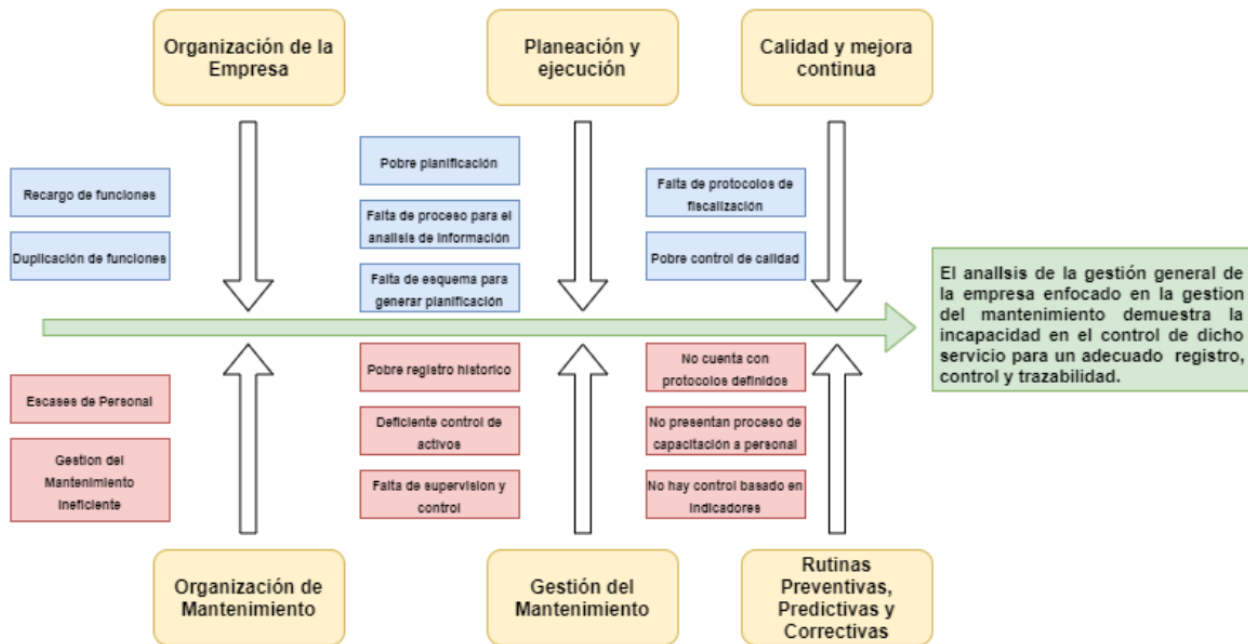 Organización de la
Empresa
Planeación y
ejecución
Calidad y mejora
continua
Recargo de funciones
Duplicación de funciones
Pobre planificación
Falta de proceso para el
analisis de información
Falta de esquema para
generar planificación
Falta de protocolos de
fiscalización
Pobre control de calidad
El analisis de la gestión general de
la empresa enfocado en la gestion
del mantenimiento demuestra la
incapacidad en el control de dicho
servicio para un adecuado registro,
control y trazabilidad.
Escases de Personal
Gestion del
Mantenimiento
Ineficiente
Pobre registro historico
Deficiente control de
activos
Falta de supervision y
control
No cuenta con
protocolos definidos
No presentan proceso de
capacitación a personal
No hay control basado en
indicadores
Organización de
Mantenimiento
Gestión del
Mantenimiento
Rutinas
Preventivas,
Predictivas y
Correctivas